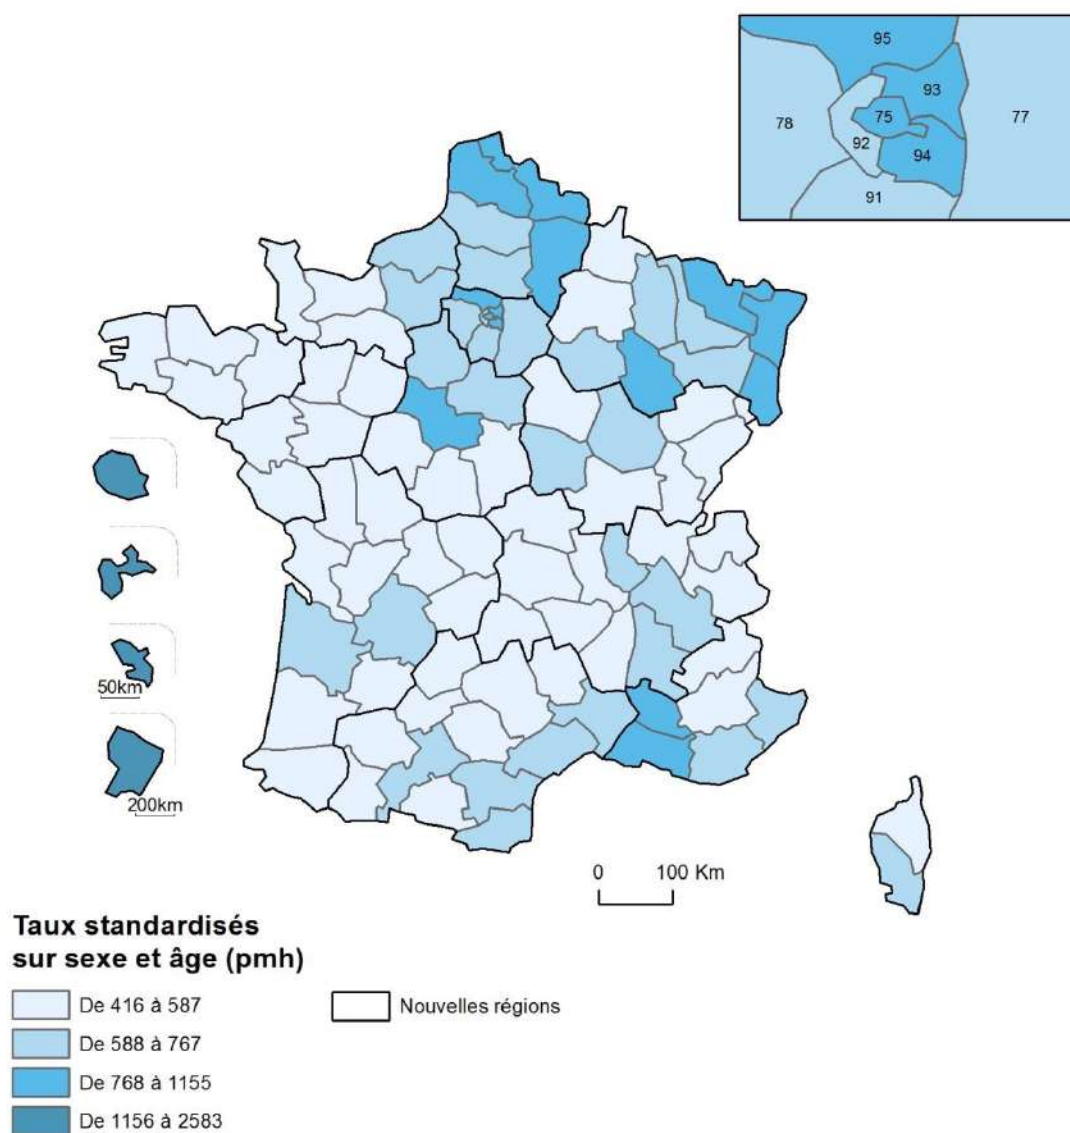 95
93
75
78
77
92
94
91
50km
200km
0 100 Km
Taux standardisés
sur sexe et âge (pmh)
De 416 à 587
Nouvelles régions
De 588 à 767
De 768 à 1155
De 1156 à 2583